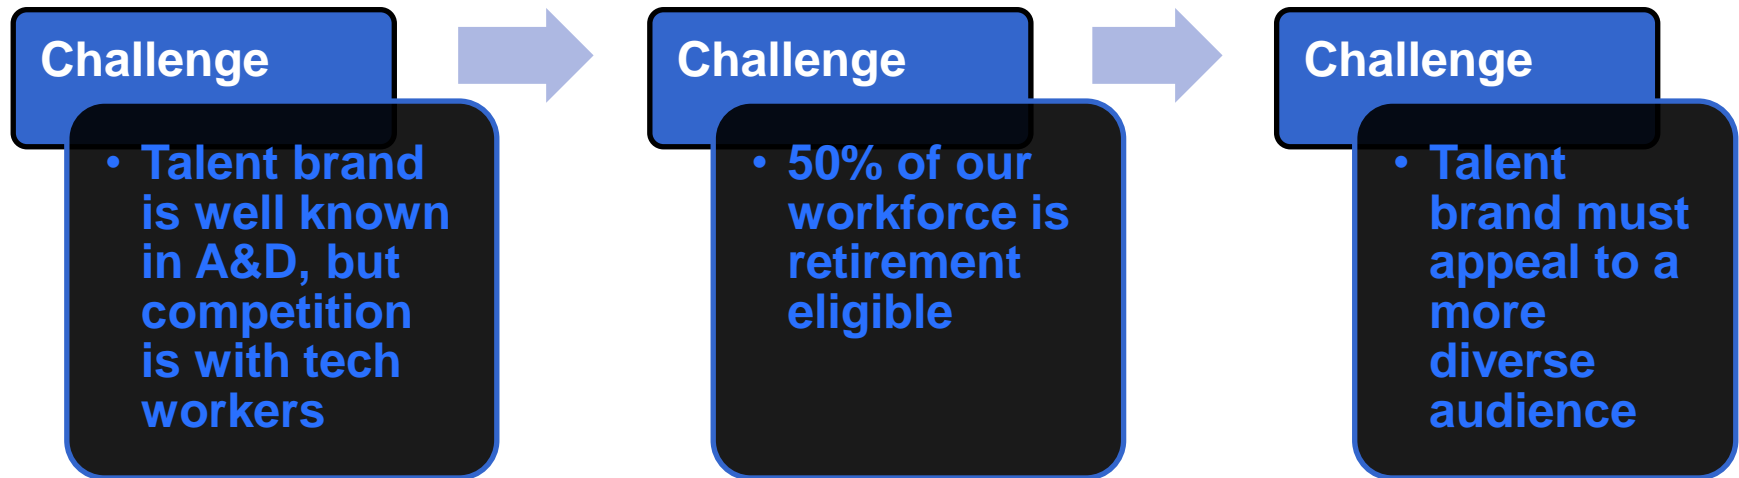 Challenge
• Talent brand
is well known
in A&D, but
competition
is with tech
workers
Challenge
• 50% of our
workforce is
retirement
eligible
Challenge
• Talent
brand must
appeal to a
more
diverse
audience